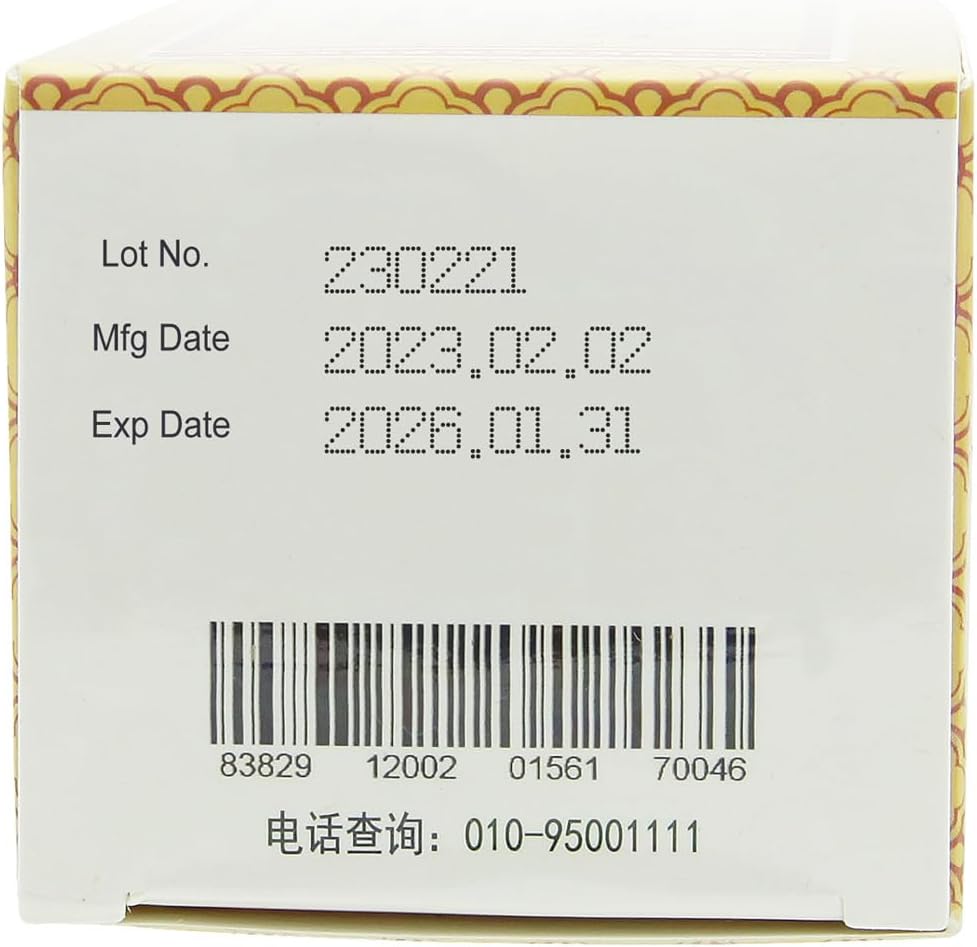 Lot No. 230221
Mfg Date 2023.02.02
Exp Date 2026.01.31
83829 12002 01561 70046
电话查询：010-95001111